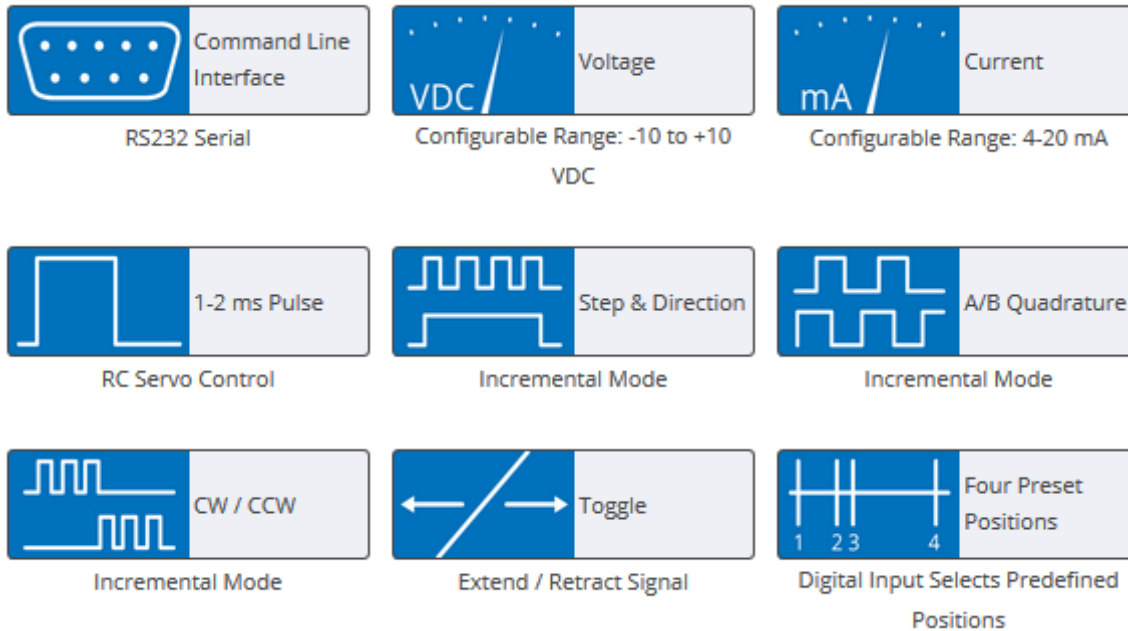 Command Line
Interface
RS232 Serial
VDC
Voltage
Configurable Range: -10 to +10
VDC
mA
Current
Configurable Range: 4-20 mA
1-2 ms Pulse
RC Servo Control
Step & Direction
Incremental Mode
A/B Quadrature
Incremental Mode
CW / CCW
Incremental Mode
Toggle
Extend / Retract Signal
1 2 3 4
Four Preset
Positions
Digital Input Selects Predefined
Positions